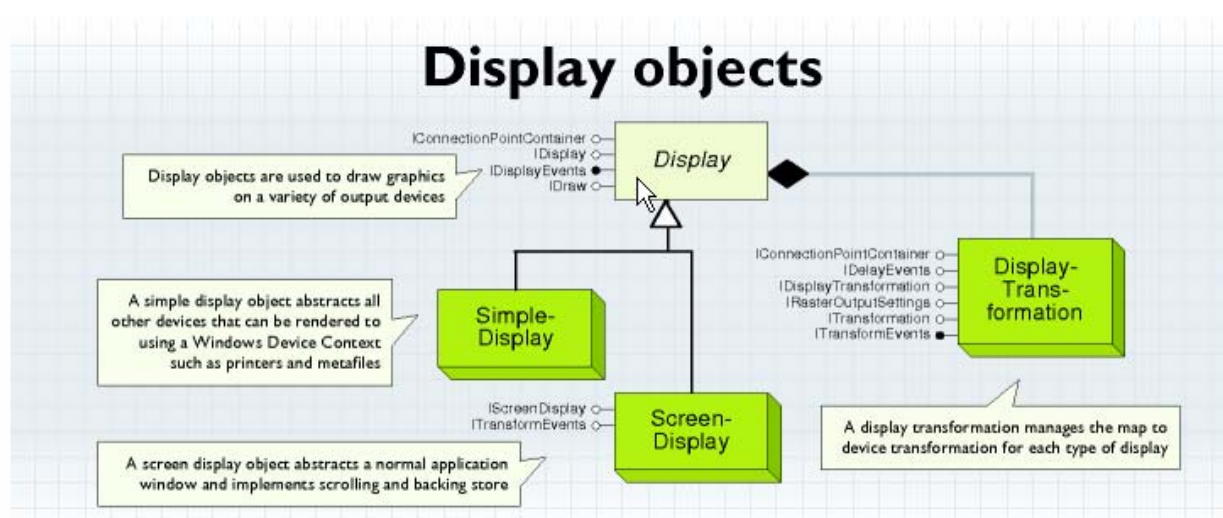 Display objects
IConnectionPointContainer
IDisplay
IDisplayEvents
IDraw
Display
Display objects are used to draw graphics
on a variety of output devices
IConnectionPointContainer
IDelayEvents
IDisplayTransformation
IRasterOutputSettings
ITransformation
ITransformEvents
Display-
Trans-
formation
A simple display object abstracts all
other devices that can be rendered to
using a Windows Device Context
such as printers and metafiles
Simple-
Display
IScreenDisplay
ITransformEvents
Screen-
Display
A display transformation manages the map to
device transformation for each type of display
A screen display object abstracts a normal application
window and implements scrolling and backing store